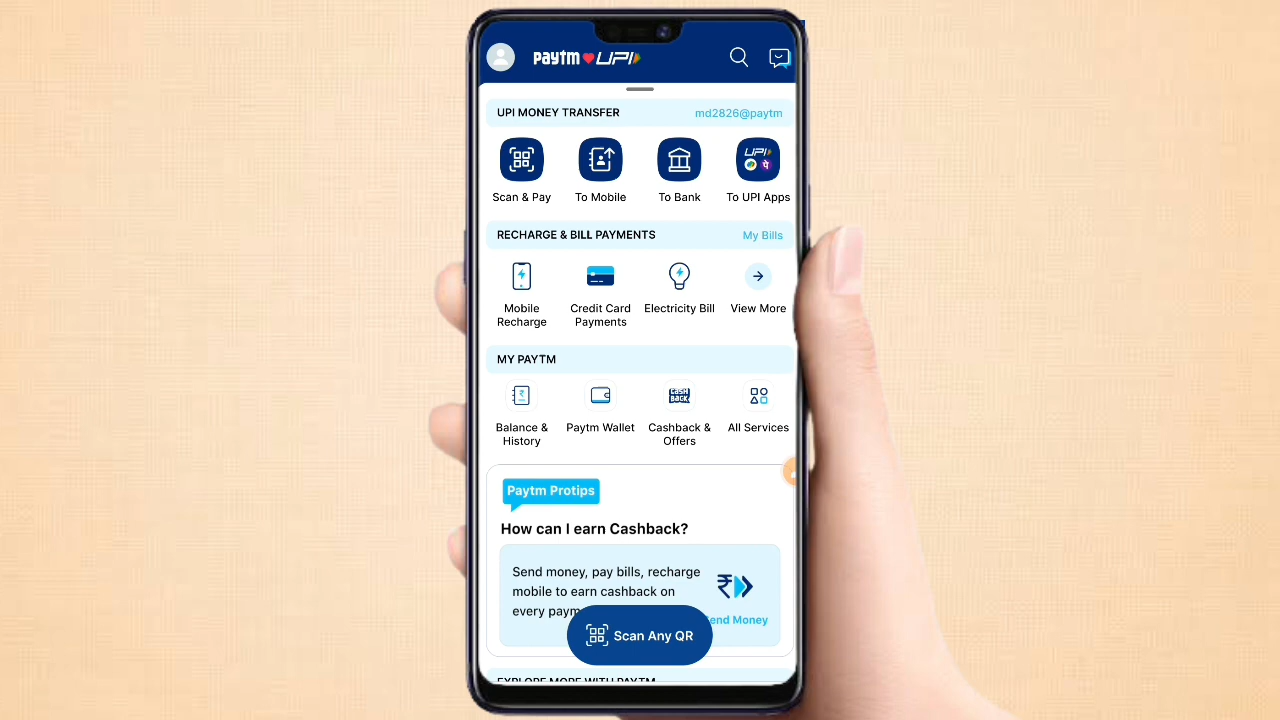 paytm UPI
UPI MONEY TRANSFER md2826@paytm
UPI
Scan & Pay To Mobile To Bank To UPI Apps
RECHARGE & BILL PAYMENTS My Bills
Mobile Recharge Credit Card Payments Electricity Bill View More
MY PAYTM
CASH BACK
Balance & History Paytm Wallet Cashback & Offers All Services
Paytm Protips
How can I earn Cashback?
Send money, pay bills, recharge
mobile to earn cashback on
every
Money
Scan Any QR
EXPLORE MORE WITH PAYTM